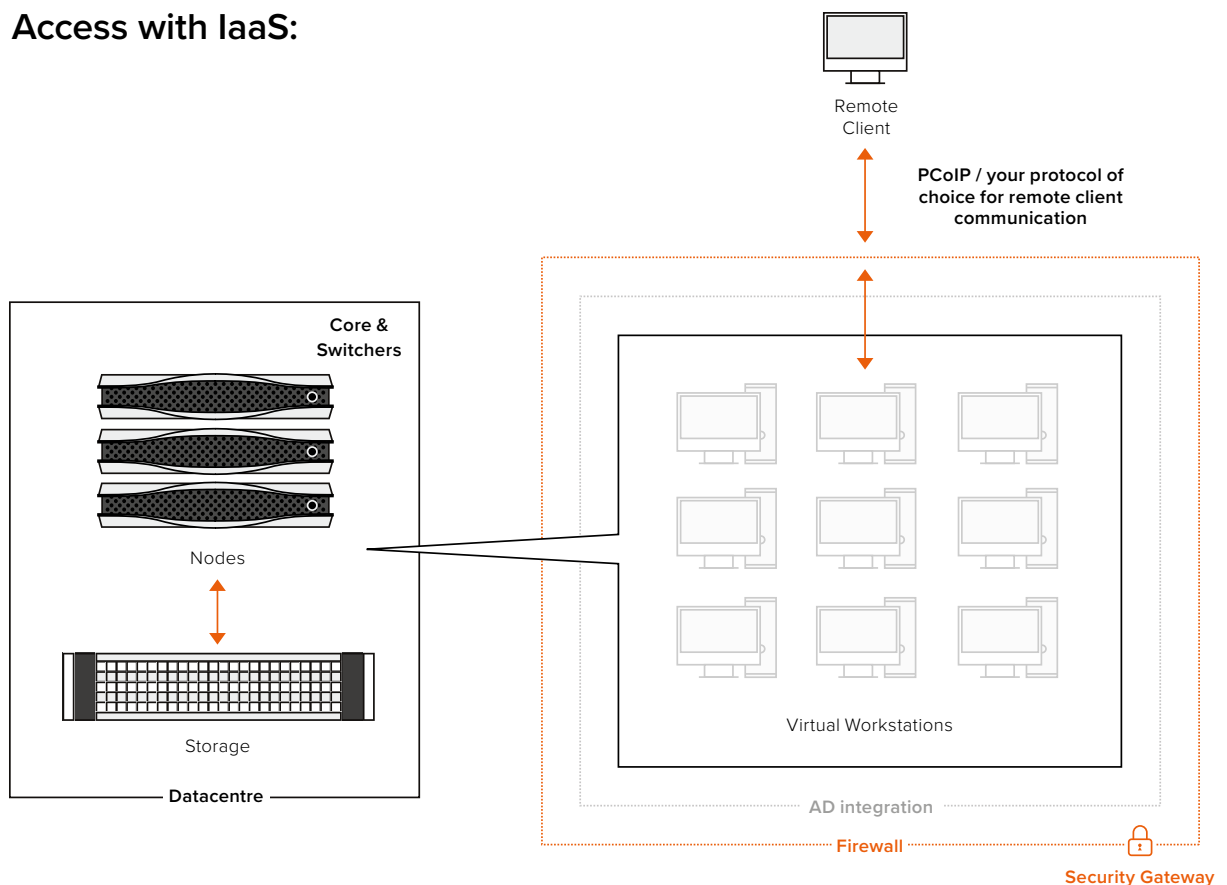 Access with IaaS:
Remote
Client
PCoIP / your protocol of
choice for remote client
communication
Core &
Switchers
Nodes
Storage
Datacentre
Virtual Workstations
AD integration
Firewall
Security Gateway